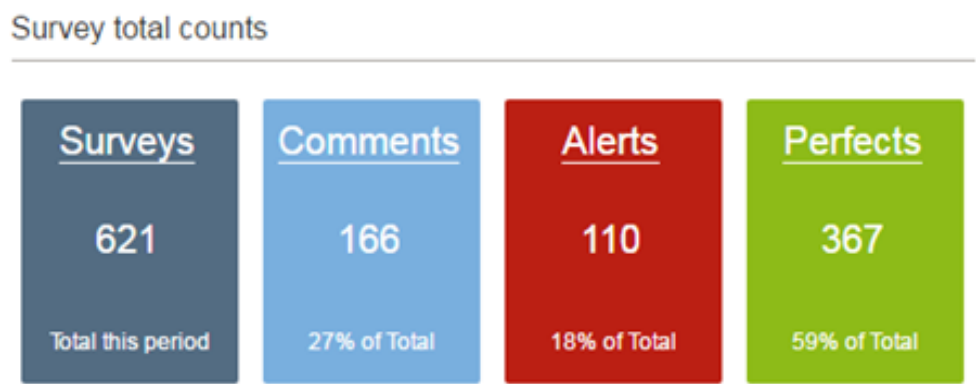 Survey total counts
Surveys
621
Total this period
Comments
166
27% of Total
Alerts
110
18% of Total
Perfects
367
59% of Total